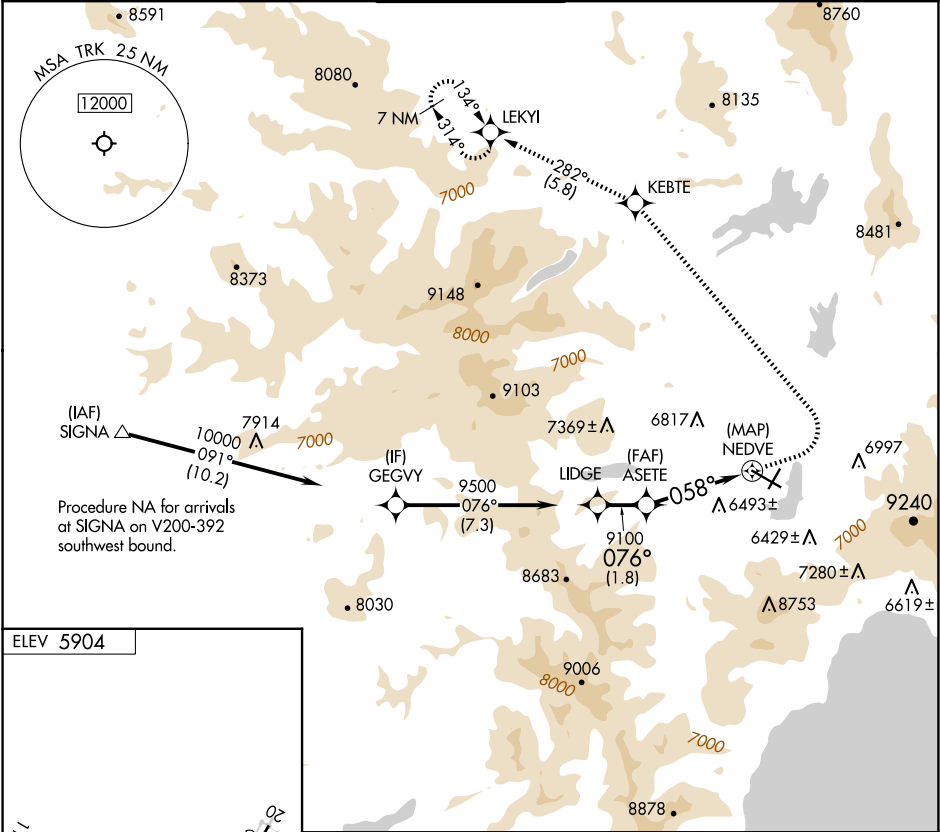 8591
8760
MSA TRK 25 NM
12000
8080
134°
7 NM
314°
LEKYI
8135
282°
(5.8)
KEBTE
7000
8481
8373
9148
8000
7000
9103
(IAF)
SIGNA
10000
091°
(10.2)
7914
7000
7369±
6817
(MAP)
NEDVE
6997
(IF)
GEGVY
9500
076°
(7.3)
LIDGE
(FAF)
ASETE
058°
9100
076°
(1.8)
6493±
9240
6429±
7000
7280±
6619±
8753
Procedure NA for arrivals
at SIGNA on V200-392
southwest bound.
8683
8030
ELEV 5904
9006
8000
7000
8878
20